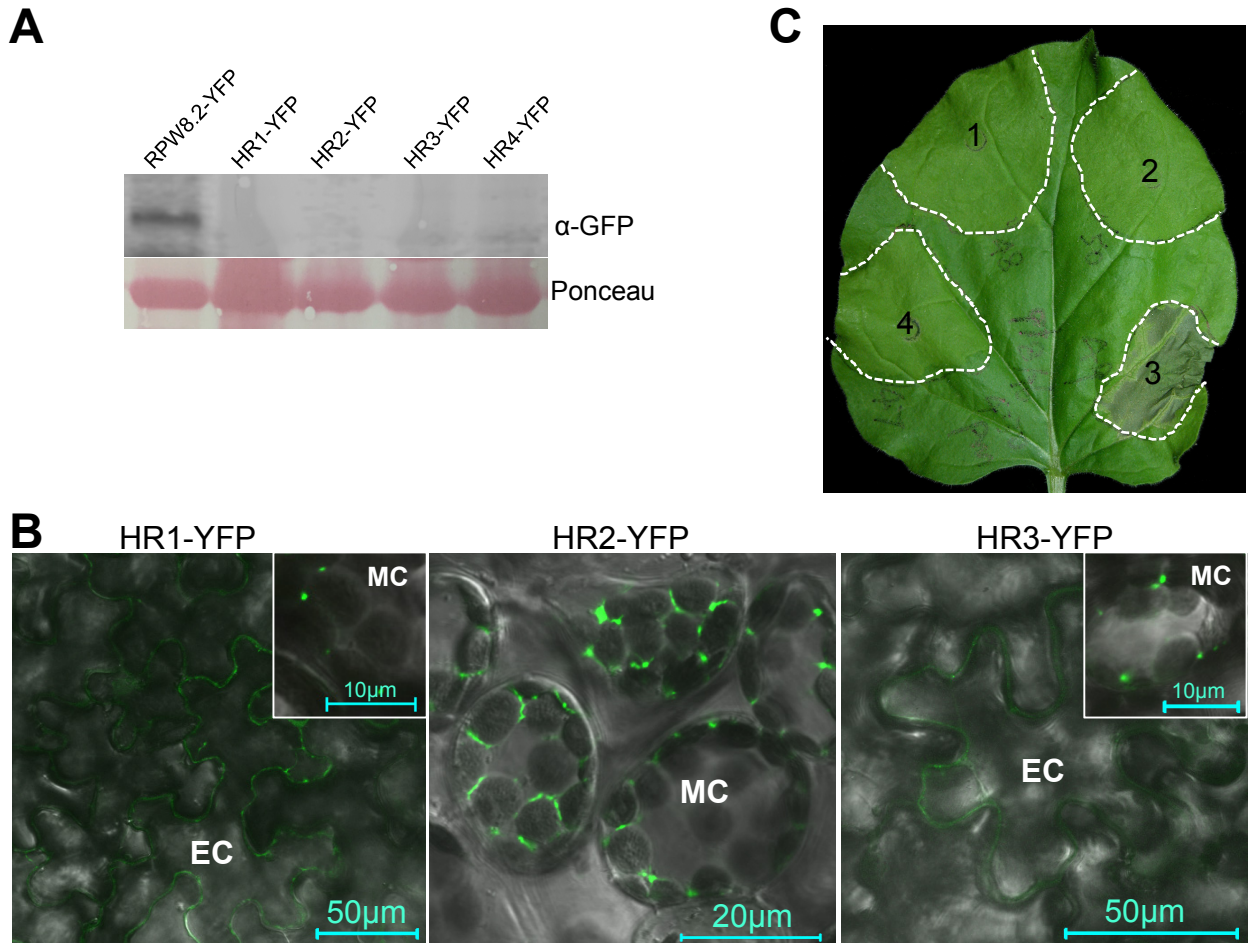 A
RPW8.2-YFP
HR1-YFP
HR2-YFP
HR3-YFP
HR4-YFP
α-GFP
Ponceau
C
1
2
4
3
B
HR1-YFP
HR2-YFP
HR3-YFP
MC
10µm
EC
50µm
MC
20µm
MC
10µm
EC
50µm